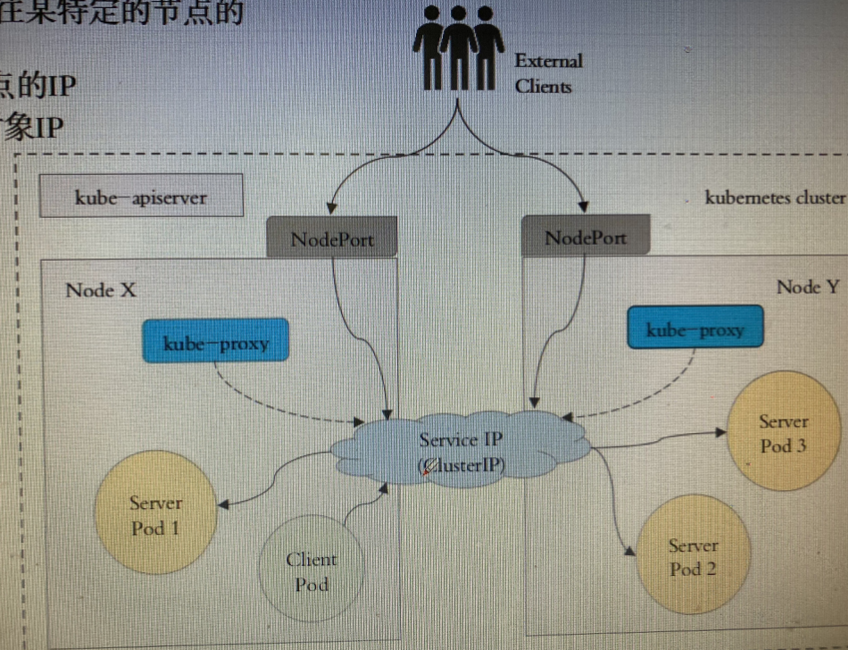 在某特定的节点的
点的IP
象IP
External
Clients
kube-apiserver
kubernetes cluster
NodePort
NodePort
Node X
Node Y
kube-proxy
kube-proxy
Service IP
(ClusterIP)
Server
Pod 3
Server
Pod 1
Client
Pod
Server
Pod 2